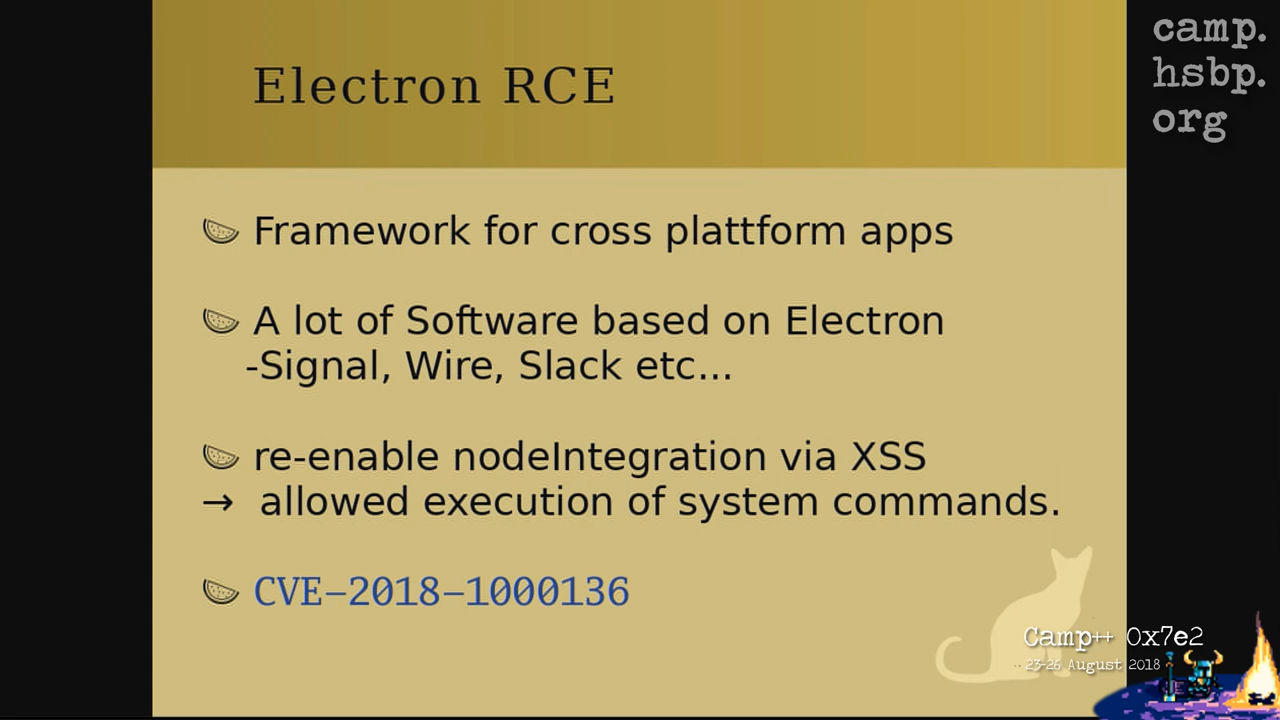 Electron RCE
Framework for cross plattform apps
A lot of Software based on Electron
-Signal, Wire, Slack etc...
re-enable nodeIntegration via XSS
→ allowed execution of system commands.
CVE-2018-1000136
camp.
hsbp.
org
Camp++ 0x7e2
23-26 August 2018